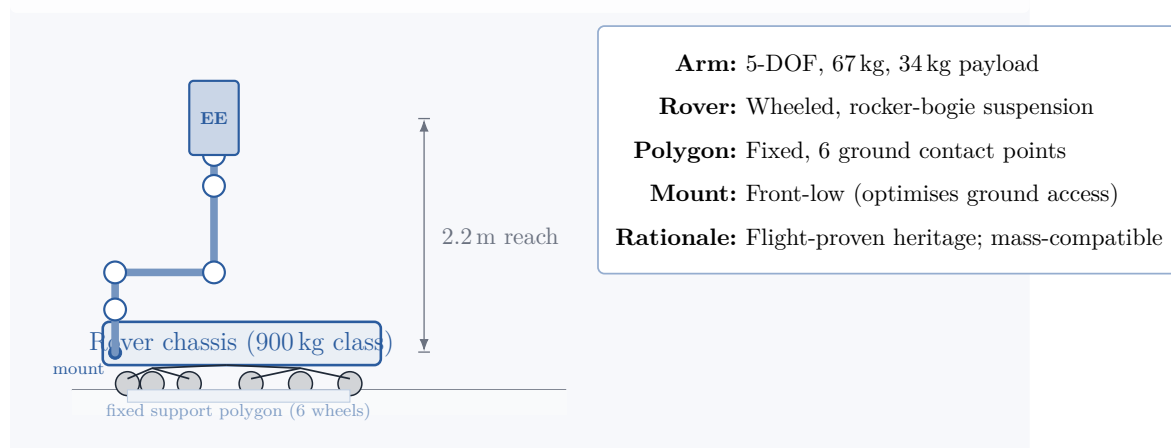 EE
2.2 m reach
Rover chassis (900 kg class)
mount
fixed support polygon (6 wheels)
Arm: 5-DOF, 67 kg, 34 kg payload
Rover: Wheeled, rocker-bogie suspension
Polygon: Fixed, 6 ground contact points
Mount: Front-low (optimises ground access)
Rationale: Flight-proven heritage; mass-compatible